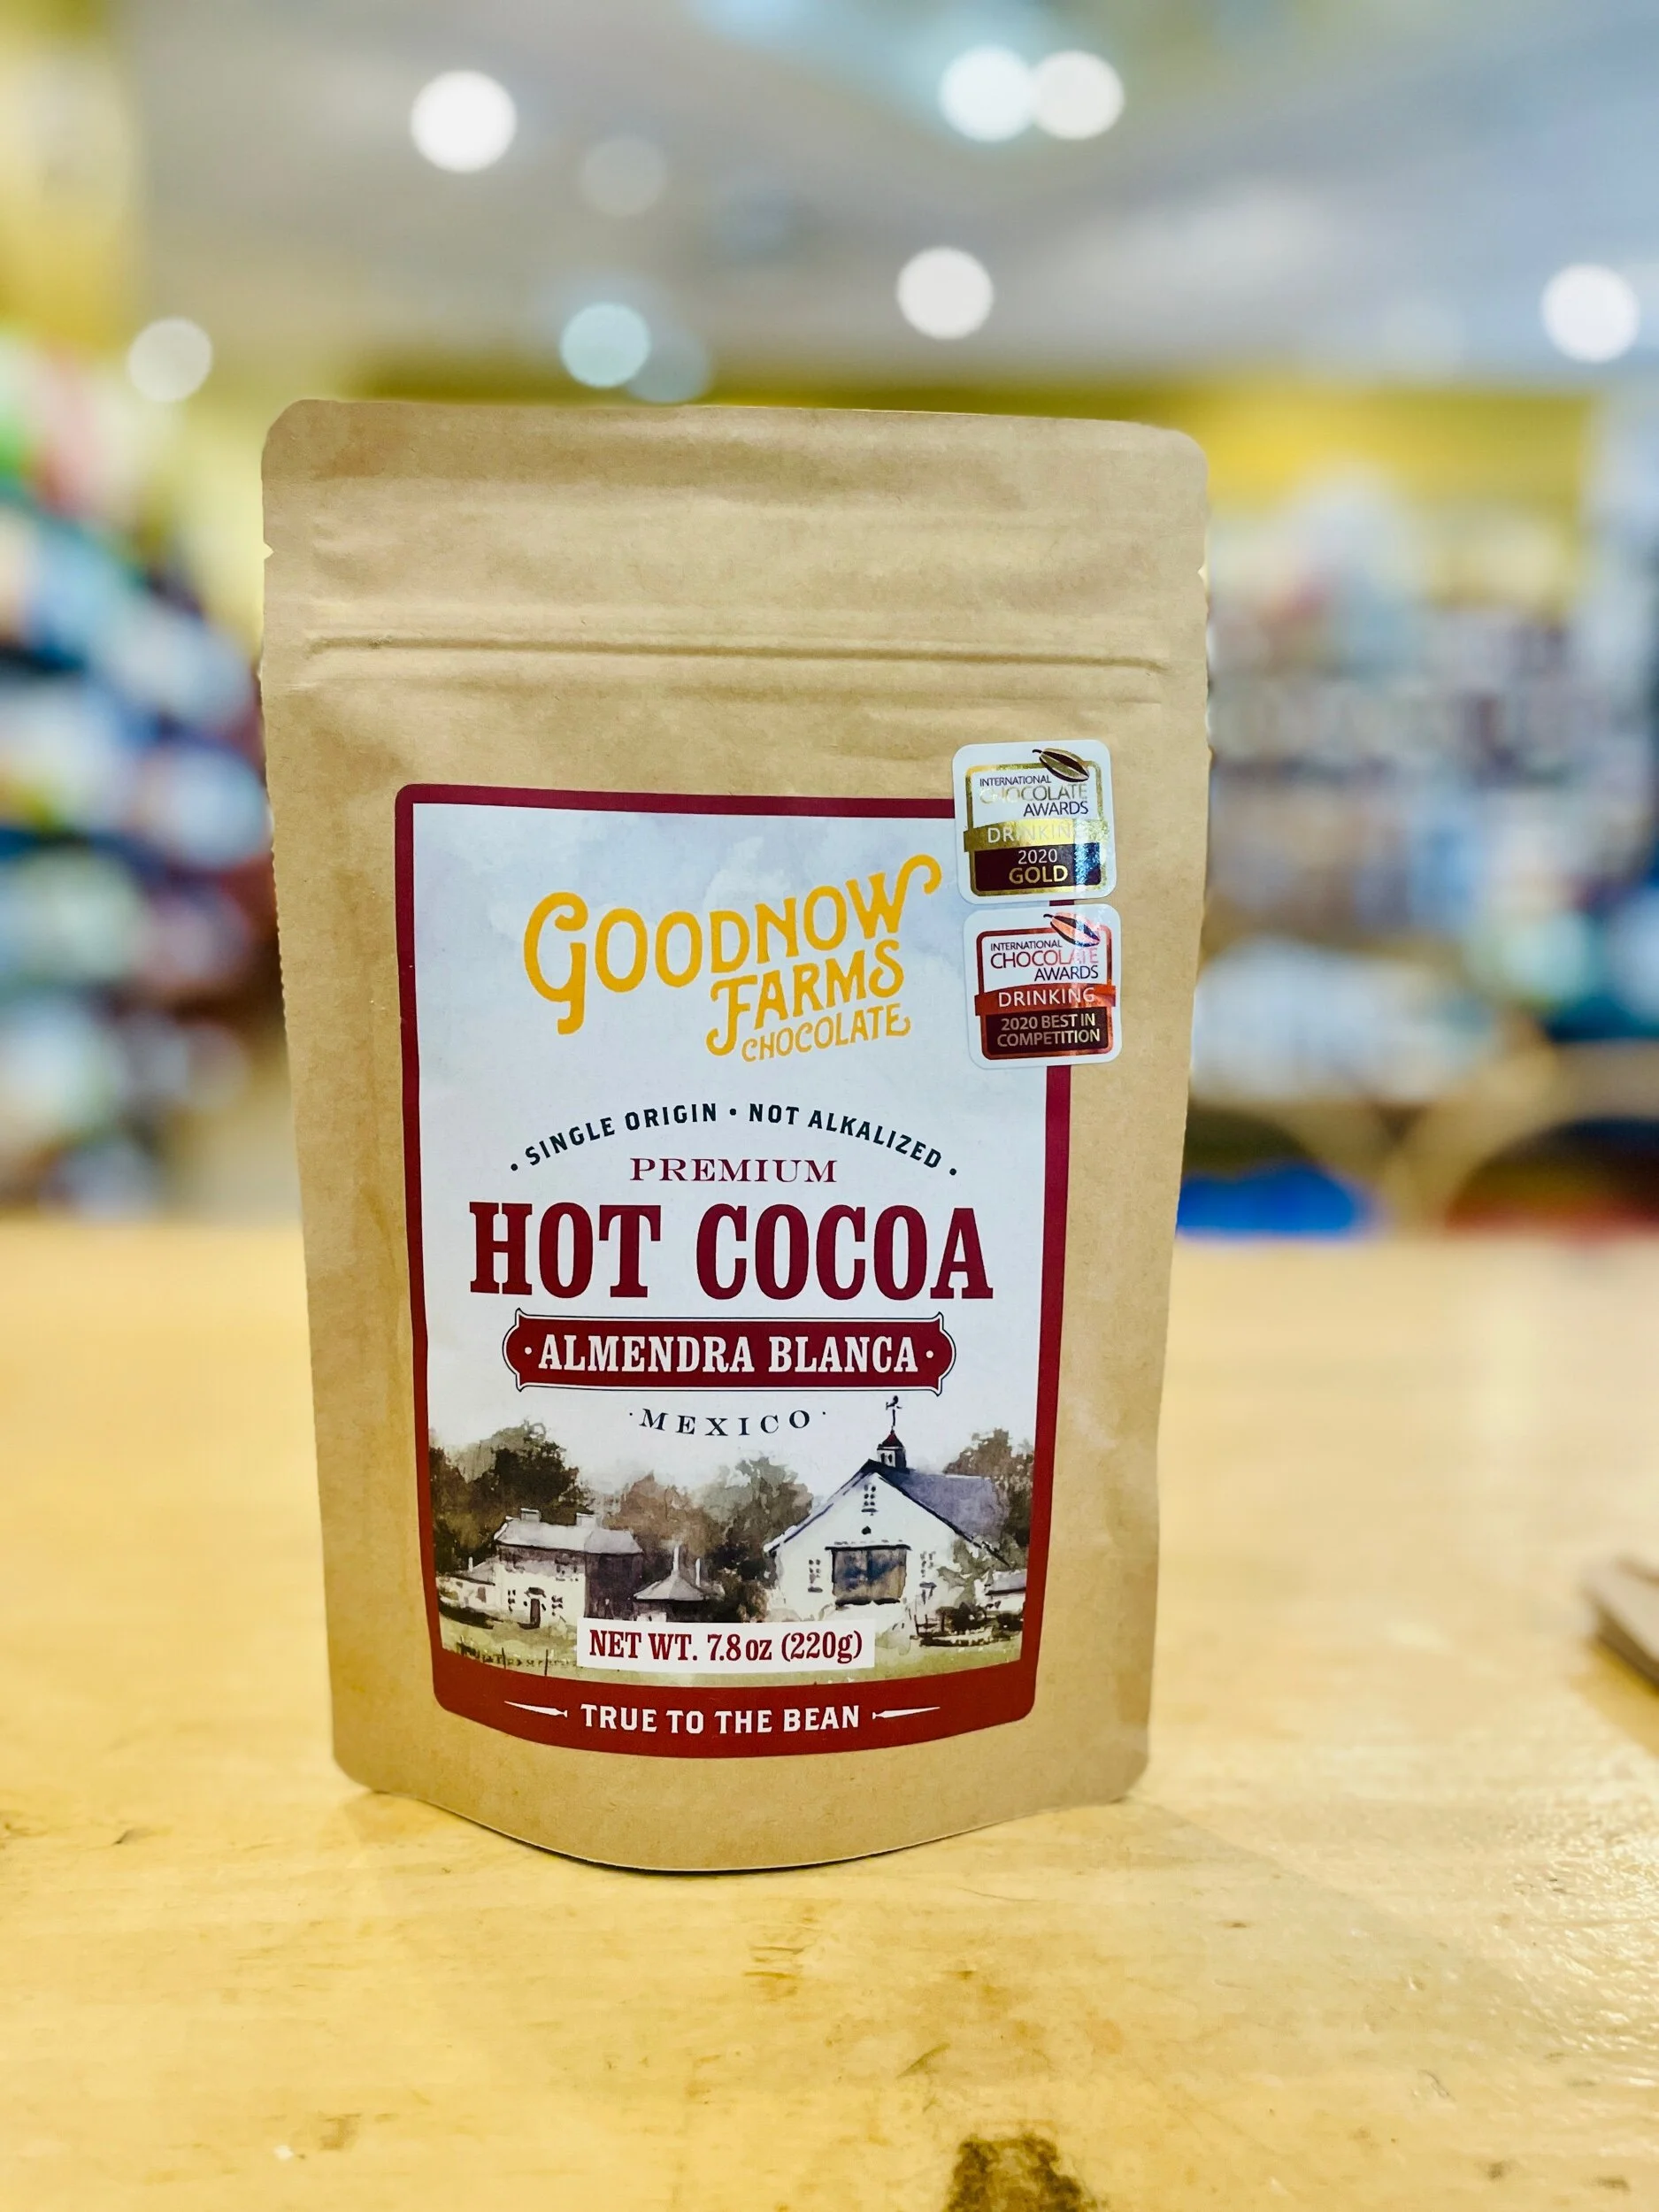 INTERNATIONAL
CHOCOLATE
AWARDS
DRINKING
2020
GOLD
INTERNATIONAL
CHOCOLATE
AWARDS
DRINKING
2020 BEST IN
COMPETITION
GOODNOW
FARMS
CHOCOLATE
• SINGLE ORIGIN • NOT ALKALIZED •
PREMIUM
HOT COCOA
· ALMENDRA BLANCA ·
· MEXICO ·
NET WT. 7.8 oz (220g)
TRUE TO THE BEAN